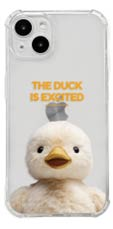 THE DUCK
IS EXCITED